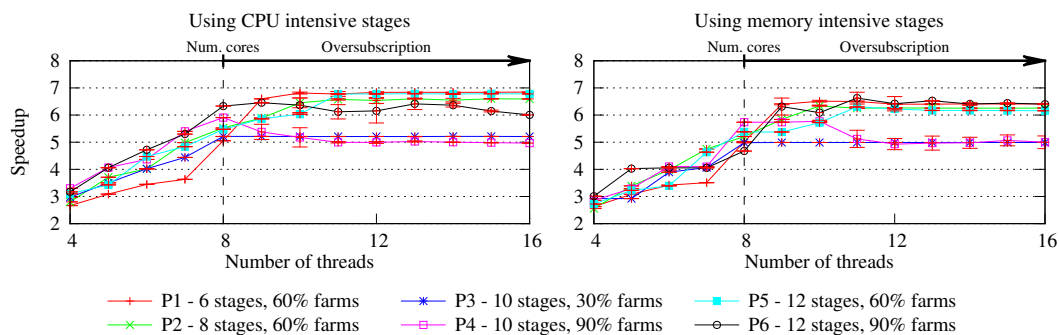 Using CPU intensive stages
Using memory intensive stages
Num. cores
Oversubscription
Num. cores
Oversubscription
8
7
6
5
4
3
2
Speedup
4
8
12
16
Number of threads
8
7
6
5
4
3
2
4
8
12
16
Number of threads
P1 - 6 stages, 60% farms
P3 - 10 stages, 30% farms
P5 - 12 stages, 60% farms
P2 - 8 stages, 60% farms
P4 - 10 stages, 90% farms
P6 - 12 stages, 90% farms